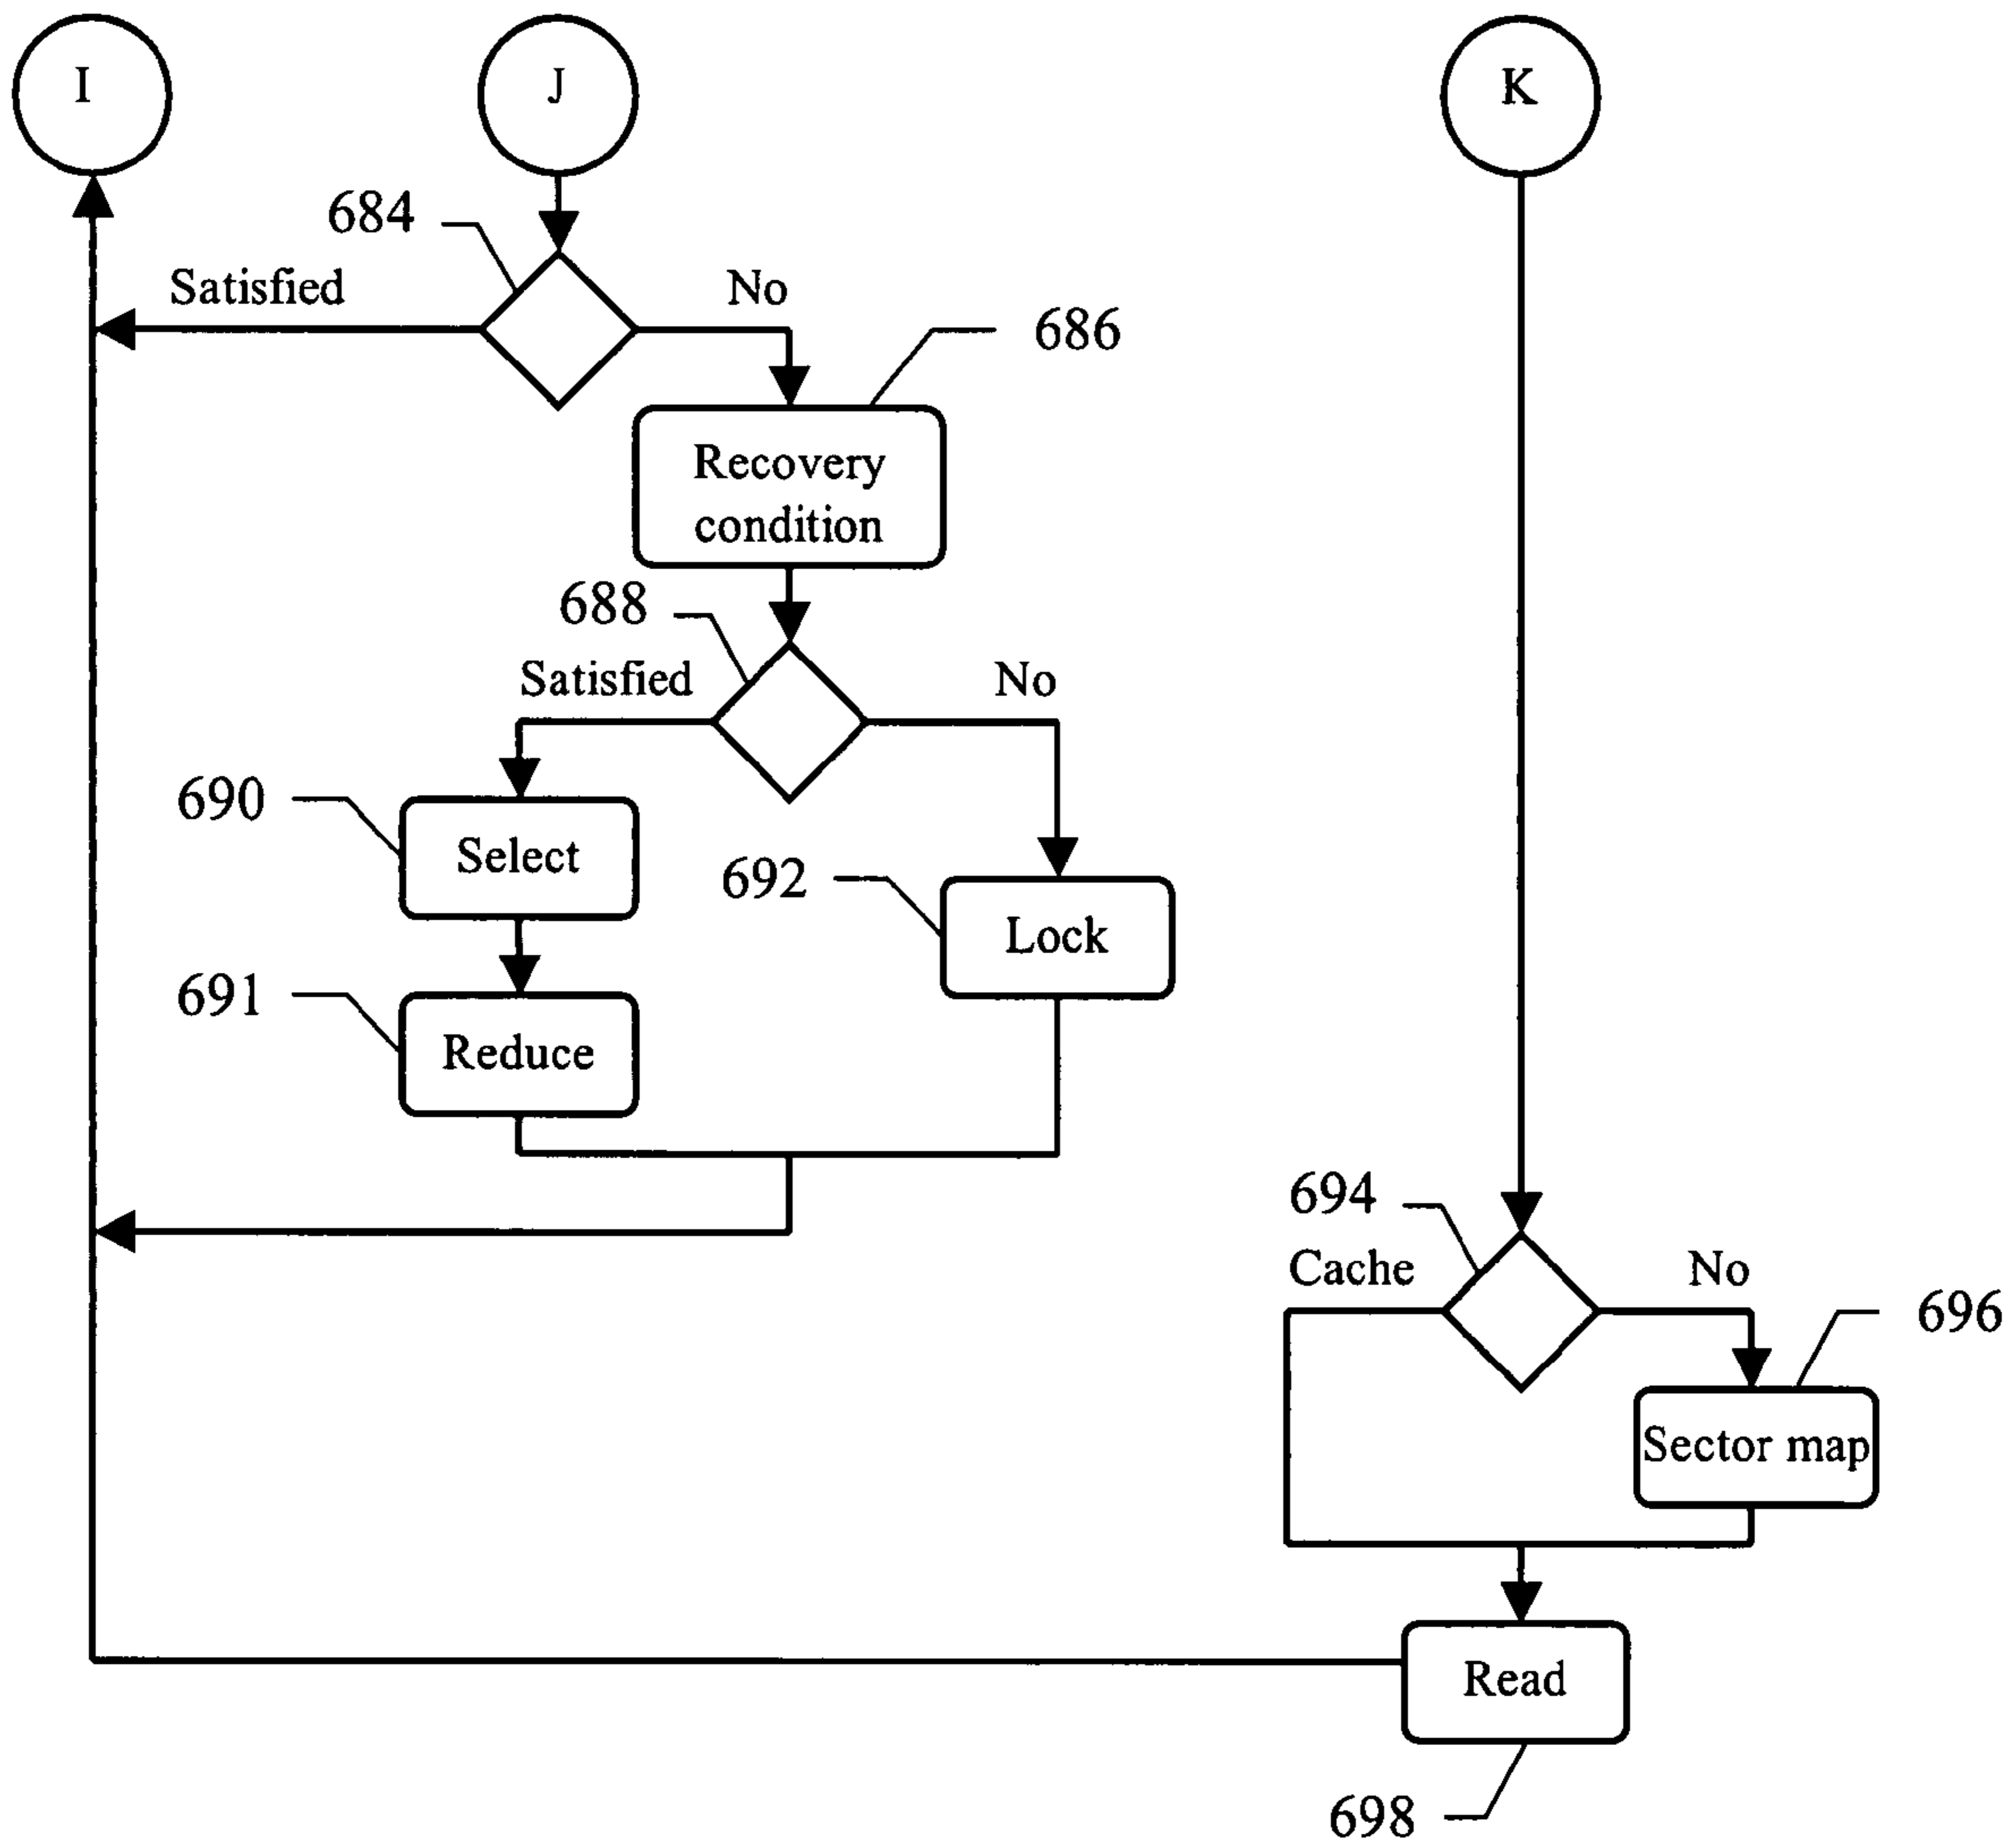 I
J
K
684
Satisfied
No
686
Recovery
condition
688
Satisfied
No
690
Select
692
Lock
691
Reduce
694
Cache
No
696
Sector map
Read
698